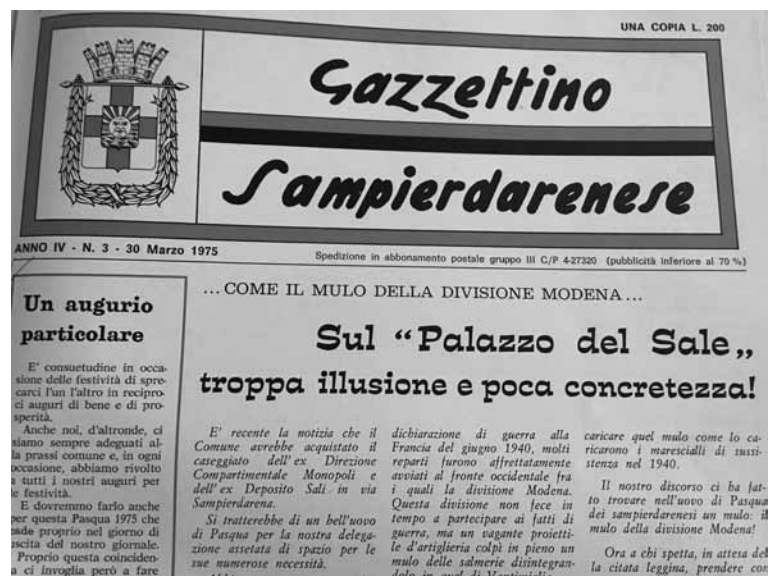 UNA COPIA L. 200
Gazzettino
Sampierdarenese
ANNO IV - N. 3 - 30 Marzo 1975
Spedizione in abbonamento postale gruppo III C/P 4-27320 (pubblicità inferiore al 70 %)
Un augurio
particolare
E' consuetudine in occa-
sione delle festività di spre-
carci l'un l'altro in recipro-
ci auguri di bene e di pro-
sperità.
Anche noi, d'altronde, ci
siamo sempre adeguati al-
la prassi comune e, in ogni
occasione, abbiamo rivolto
a tutti i nostri auguri per
le festività.
E dovremmo farlo anche
per questa Pasqua 1975 che
cade proprio nel giorno di
uscita del nostro giornale.
Proprio questa coinciden-
za ci invoglia però a fare
...COME IL MULO DELLA DIVISIONE MODENA...
Sul “Palazzo del Sale„
troppa illusione e poca concretezza!
E' recente la notizia che il
Comune avrebbe acquistato il
caseggiato dell'ex Direzione
Compartimentale Monopoli e
dell'ex Deposito Sali in via
Sampierdarena.
Si tratterebbe di un bell'uovo
di Pasqua per la nostra delega-
zione assetata di spazio per le
sue numerose necessità.
dichiarazione di guerra alla
Francia del giugno 1940, molti
reparti furono affrettatamente
avviati al fronte occidentale fra
i quali la divisione Modena.
Questa divisione non fece in
tempo a partecipare ai fatti di
guerra, ma un vagante proietti-
le d'artiglieria colpì in pieno un
mulo delle salmerie disintegran-
dolo in quel di Ventimiglia
caricare quel mulo come lo ca-
ricarono i marescialli di sussi-
stenza nel 1940.
Il nostro discorso ci ha fat-
to trovare nell'uovo di Pasqua
dei sampierdarenesi un mulo: il
mulo della divisione Modena!
Ora a chi spetta, in attesa del
la citata leggina, prendere con